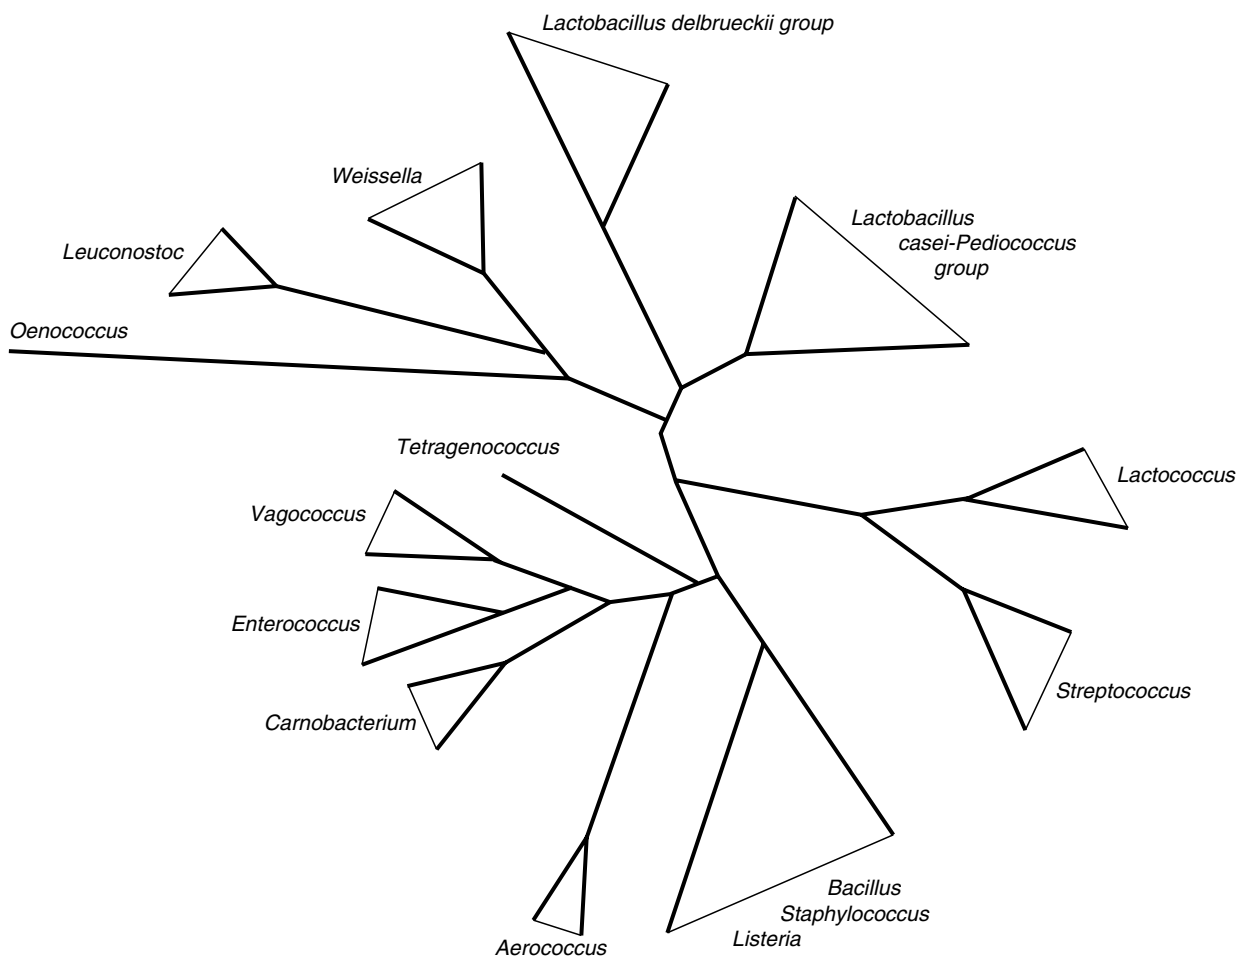 Lactobacillus delbrueckii group
Weissella
Lactobacillus
casei-Pediococcus
group
Leuconostoc
Oenococcus
Tetragenococcus
Lactococcus
Vagococcus
Enterococcus
Streptococcus
Carnobacterium
Bacillus
Staphylococcus
Listeria
Aerococcus